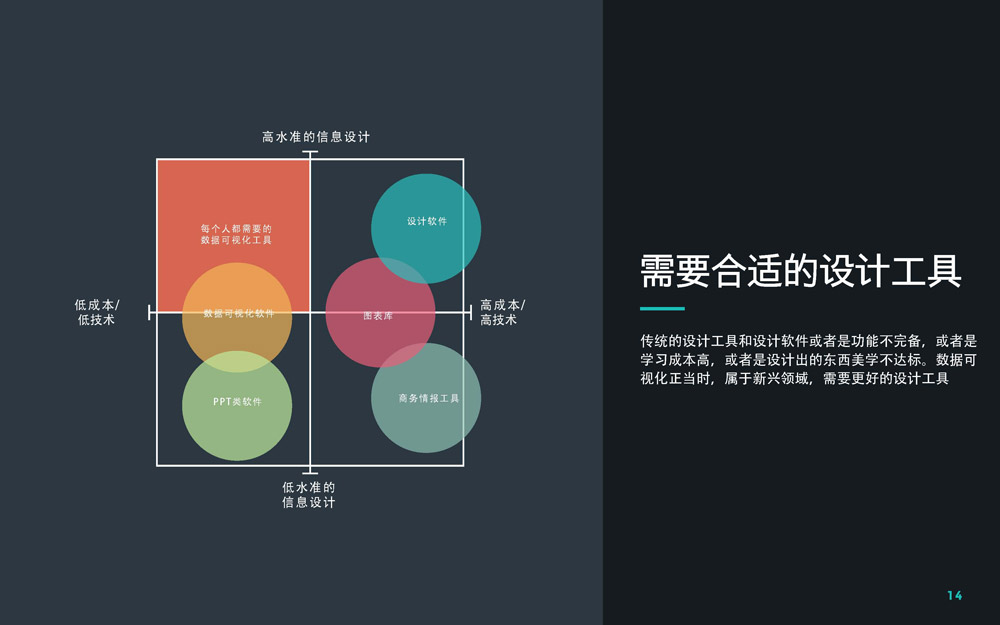 高水准的信息设计
每个人都需要的
数据可视化工具
设计软件
低成本/
低技术
数据可视化软件
图表库
高成本/
高技术
PPT类软件
商务情报工具
低水准的
信息设计
需要合适的设计工具
传统的设计工具和设计软件或者是功能不完备，或者是
学习成本高，或者是设计出的东西美学不达标。数据可
视化正当时，属于新兴领域，需要更好的设计工具
14